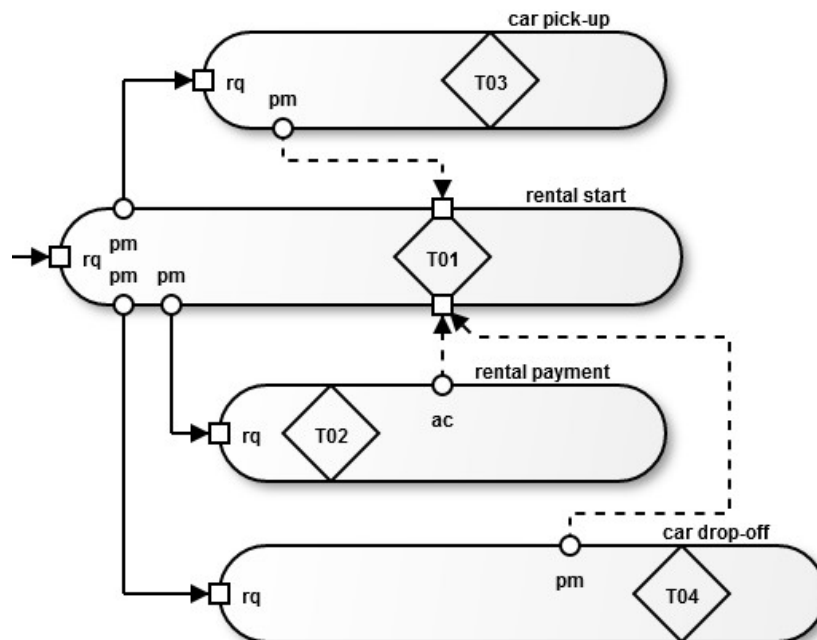 car pick-up
rq
T03
pm
rental start
pm
rq
T01
pm pm
rental payment
ac
rq
T02
car drop-off
pm
rq
T04